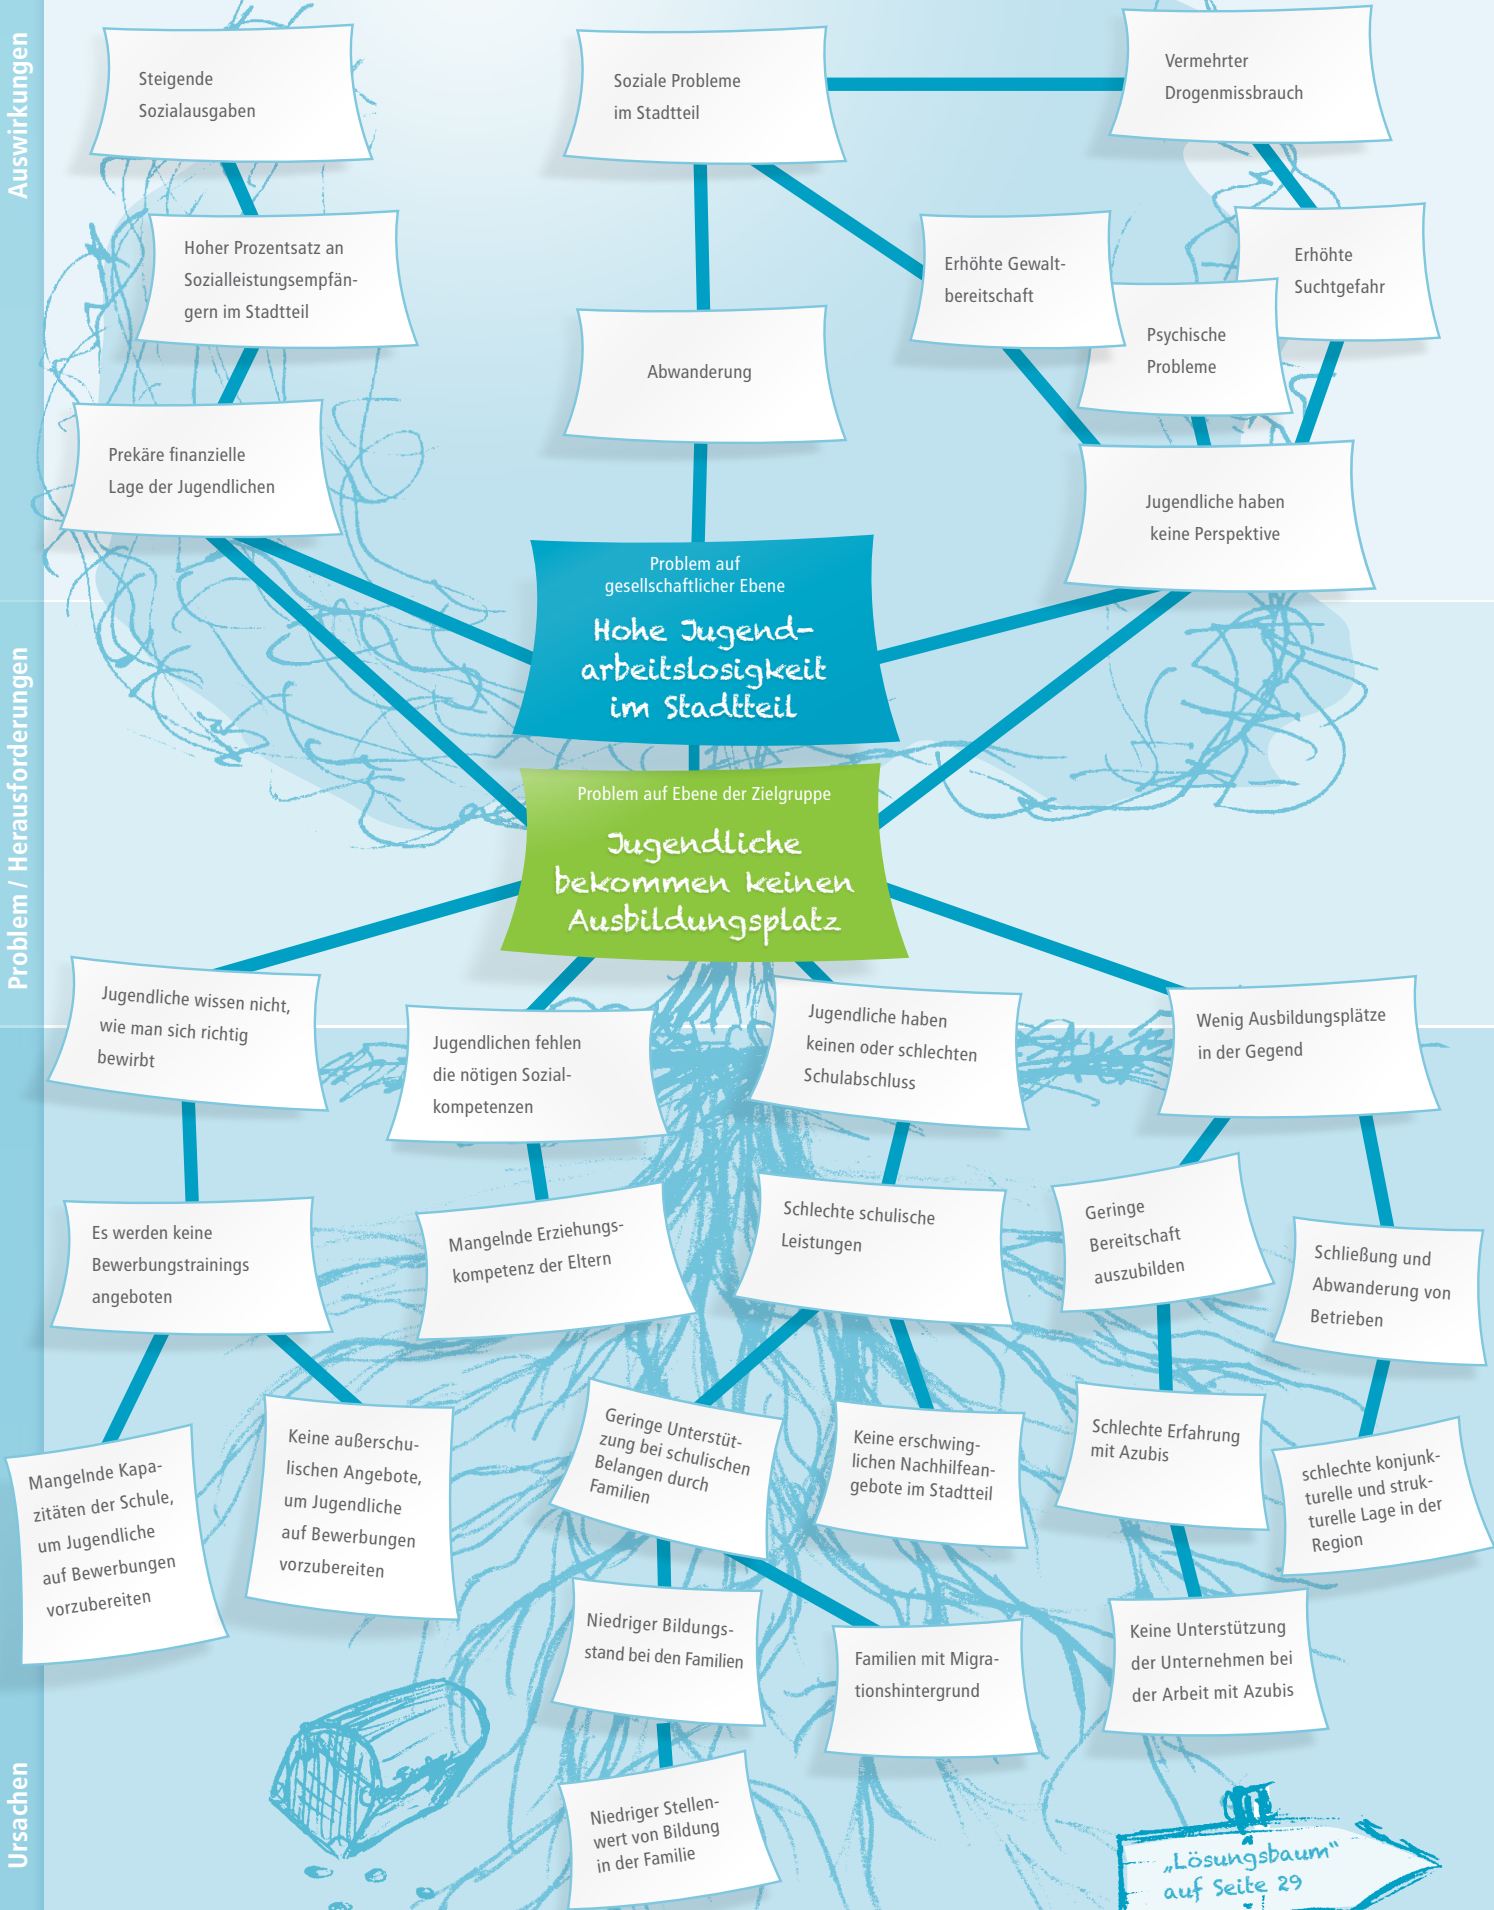 Auswirkungen
Steigende
Sozialausgaben
Soziale Probleme
im Stadtteil
Vermehrter
Drogenmissbrauch
Hoher Prozentsatz an
Sozialleistungsempfän-
gern im Stadtteil
Erhöhte Gewalt-
bereitschaft
Erhöhte
Suchtgefahr
Psychische
Probleme
Abwanderung
Prekäre finanzielle
Lage der Jugendlichen
Jugendliche haben
keine Perspektive
Problem / Herausforderungen
Problem auf
gesellschaftlicher Ebene
Hohe Jugend-
arbeitslosigkeit
im Stadtteil
Problem auf Ebene der Zielgruppe
Jugendliche
bekommen keinen
Ausbildungsplatz
Jugendliche wissen nicht,
wie man sich richtig
bewirbt
Jugendlichen fehlen
die nötigen Sozial-
kompetenzen
Jugendliche haben
keinen oder schlechten
Schulabschluss
Wenig Ausbildungsplätze
in der Gegend
Es werden keine
Bewerbungstrainings
angeboten
Mangelnde Erziehungs-
kompetenz der Eltern
Schlechte schulische
Leistungen
Geringe
Bereitschaft
auszubilden
Schließung und
Abwanderung von
Betrieben
Mangelnde Kapa-
zitäten der Schule,
um Jugendliche
auf Bewerbungen
vorzubereiten
Keine außerschu-
lischen Angebote,
um Jugendliche
auf Bewerbungen
vorzubereiten
Geringe Unterstüt-
zung bei schulischen
Belangen durch
Familien
Keine erschwing-
lichen Nachhilfean-
gebote im Stadtteil
Schlechte Erfahrung
mit Azubis
schlechte konjunk-
turelle und struk-
turelle Lage in der
Region
Niedriger Bildungs-
stand bei den Familien
Familien mit Migra-
tionshintergrund
Keine Unterstützung
der Unternehmen bei
der Arbeit mit Azubis
Ursachen
Niedriger Stellen-
wert von Bildung
in der Familie
„Lösungsbaum“
auf Seite 29